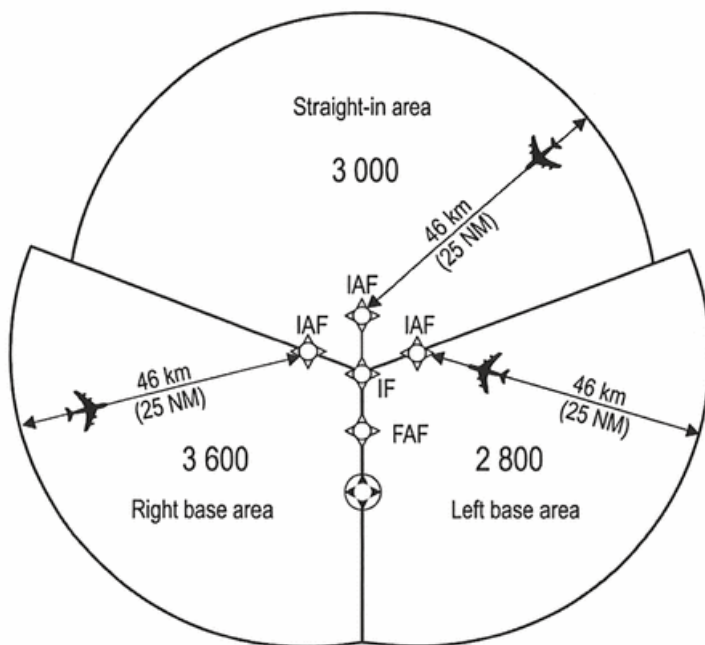 Straight-in area
3 000
46 km
(25 NM)
IAF
IAF
IAF
46 km
(25 NM)
IF
46 km
(25 NM)
FAF
3 600
2 800
Right base area
Left base area